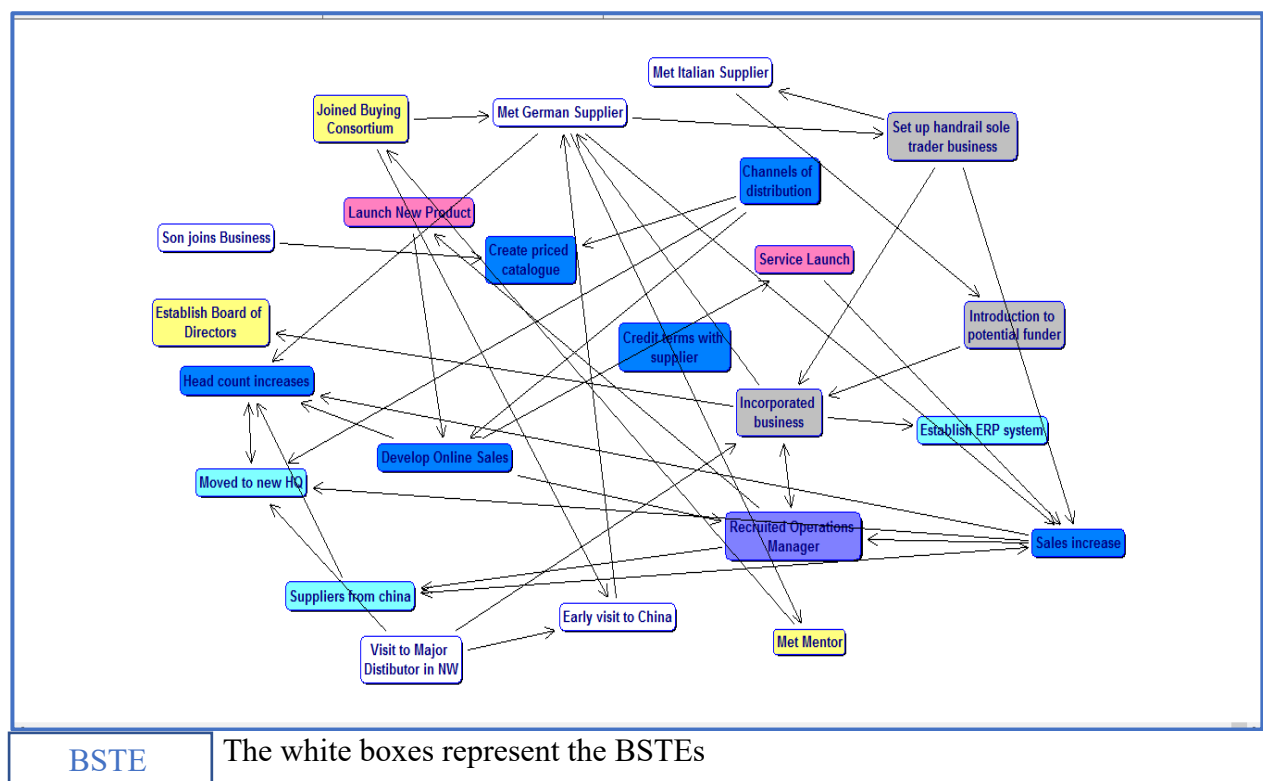 Met Italian Supplier
Joined Buying
Consortium
Met German Supplier
Set up handrail sole
trader business
Channels of
distribution
Launch New Product
Son joins Business
Create priced
catalogue
Service Launch
Establish Board of
Directors
Introduction to
potential funder
Credit terms with
supplier
Head count increases
Incorporated
business
Establish ERP system
Develop Online Sales
Moved to new HQ
Recruited Operations
Manager
Sales increase
Suppliers from china
Early visit to China
Met Mentor
Visit to Major
Distibutor in NW
BSTE
The white boxes represent the BSTEs